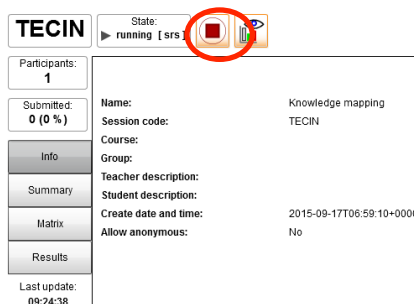 TECIN
State:
running [ srs ]
Participants:
1
Submitted:
0 (0 %)
Info
Summary
Matrix
Results
Last update:
09:24:38
Name: Knowledge mapping
Session code: TECIN
Course:
Group:
Teacher description:
Student description:
Create date and time: 2015-09-17T06:59:10+000
Allow anonymous: No